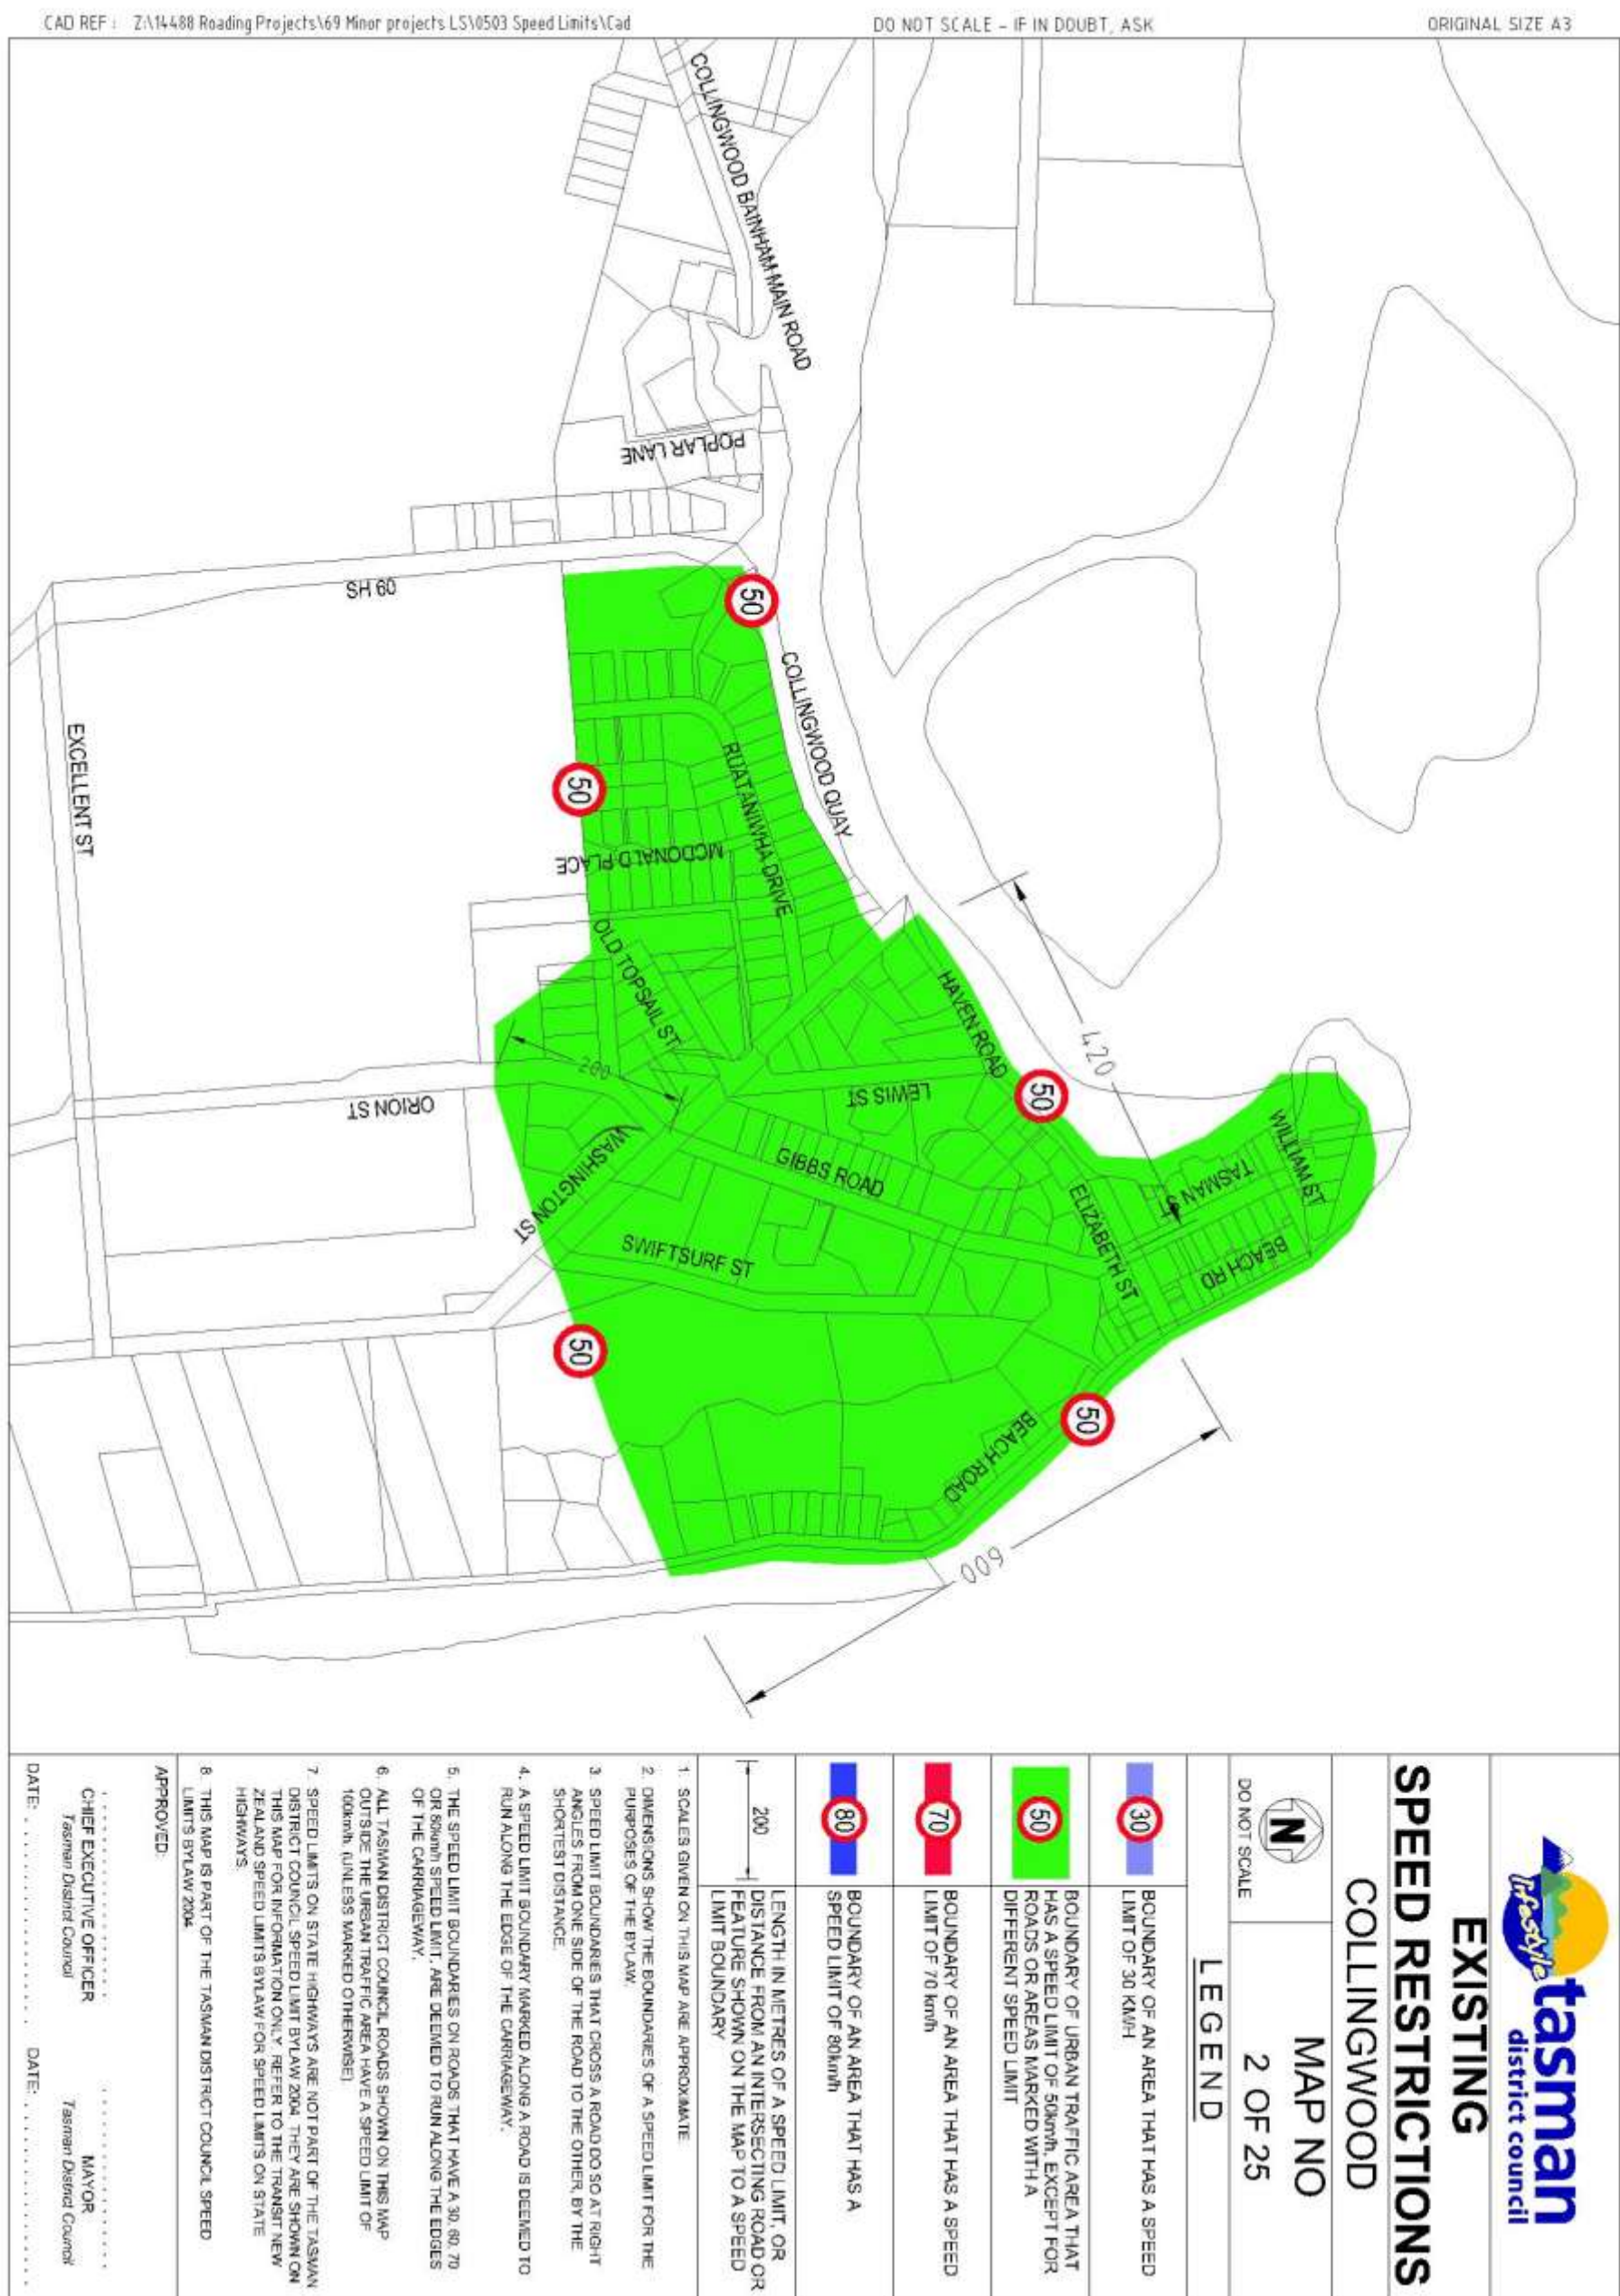 CAD REF : Z:\14488 Roading Projects\69 Minor projects LS\0503 Speed Limits\Cad
DO NOT SCALE - IF IN DOUBT, ASK
ORIGINAL SIZE A3
COLLINGWOOD BAINHAM MAIN ROAD
POPLAR LANE
SH 60
EXCELLENT ST
50
COLLINGWOOD QUAY
RUATANIWHA DRIVE
50
MCDONALD PLACE
OLD TOPSAIL ST
HAVEN ROAD
420
200
50
LEWIS ST
ORION ST
WASHINGTON ST
GIBBS ROAD
SWIFTSURF ST
ELIZABETH ST
TASMAN S
WILLIAM ST
BEACH RD
50
50
BEACH ROAD
600
lifestyle
tasman
district council
EXISTING
SPEED RESTRICTIONS
COLLINGWOOD
MAP NO
2 OF 25
N
DO NOT SCALE
LEGEND
30
BOUNDARY OF AN AREA THAT HAS A SPEED
LIMIT OF 30 KM/H
50
BOUNDARY OF URBAN TRAFFIC AREA THAT
HAS A SPEED LIMIT OF 50km/h, EXCEPT FOR
ROADS OR AREAS MARKED WITH A
DIFFERENT SPEED LIMIT
70
BOUNDARY OF AN AREA THAT HAS A SPEED
LIMIT OF 70 km/h
80
BOUNDARY OF AN AREA THAT HAS A
SPEED LIMIT OF 80km/h
200
LENGTH IN METRES OF A SPEED LIMIT, OR
DISTANCE FROM AN INTERSECTING ROAD OR
FEATURE SHOWN ON THE MAP TO A SPEED
LIMIT BOUNDARY
1. SCALES GIVEN ON THIS MAP ARE APPROXIMATE.
2. DIMENSIONS SHOW THE BOUNDARIES OF A SPEED LIMIT FOR THE
PURPOSES OF THE BYLAW.
3. SPEED LIMIT BOUNDARIES THAT CROSS A ROAD DO SO AT RIGHT
ANGLES FROM ONE SIDE OF THE ROAD TO THE OTHER, BY THE
SHORTEST DISTANCE.
4. A SPEED LIMIT BOUNDARY MARKED ALONG A ROAD IS DEEMED TO
RUN ALONG THE EDGE OF THE CARRIAGEWAY.
5. THE SPEED LIMIT BOUNDARIES ON ROADS THAT HAVE A 30, 60, 70
OR 80km/h SPEED LIMIT, ARE DEEMED TO RUN ALONG THE EDGES
OF THE CARRIAGEWAY.
6. ALL TASMAN DISTRICT COUNCIL ROADS SHOWN ON THIS MAP
OUTSIDE THE URBAN TRAFFIC AREA HAVE A SPEED LIMIT OF
100km/h. (UNLESS MARKED OTHERWISE)
7. SPEED LIMITS ON STATE HIGHWAYS ARE NOT PART OF THE TASMAN
DISTRICT COUNCIL SPEED LIMIT BYLAW 2004. THEY ARE SHOWN ON
THIS MAP FOR INFORMATION ONLY. REFER TO THE TRANSIT NEW
ZEALAND SPEED LIMITS BYLAW FOR SPEED LIMITS ON STATE
HIGHWAYS.
8. THIS MAP IS PART OF THE TASMAN DISTRICT COUNCIL SPEED
LIMITS BYLAW 2004
APPROVED:
CHIEF EXECUTIVE OFFICER
Tasman District Council
MAYOR
Tasman District Council
DATE: . . . . . . . . . . . . . . DATE: . . . . . . . . . . . . . .